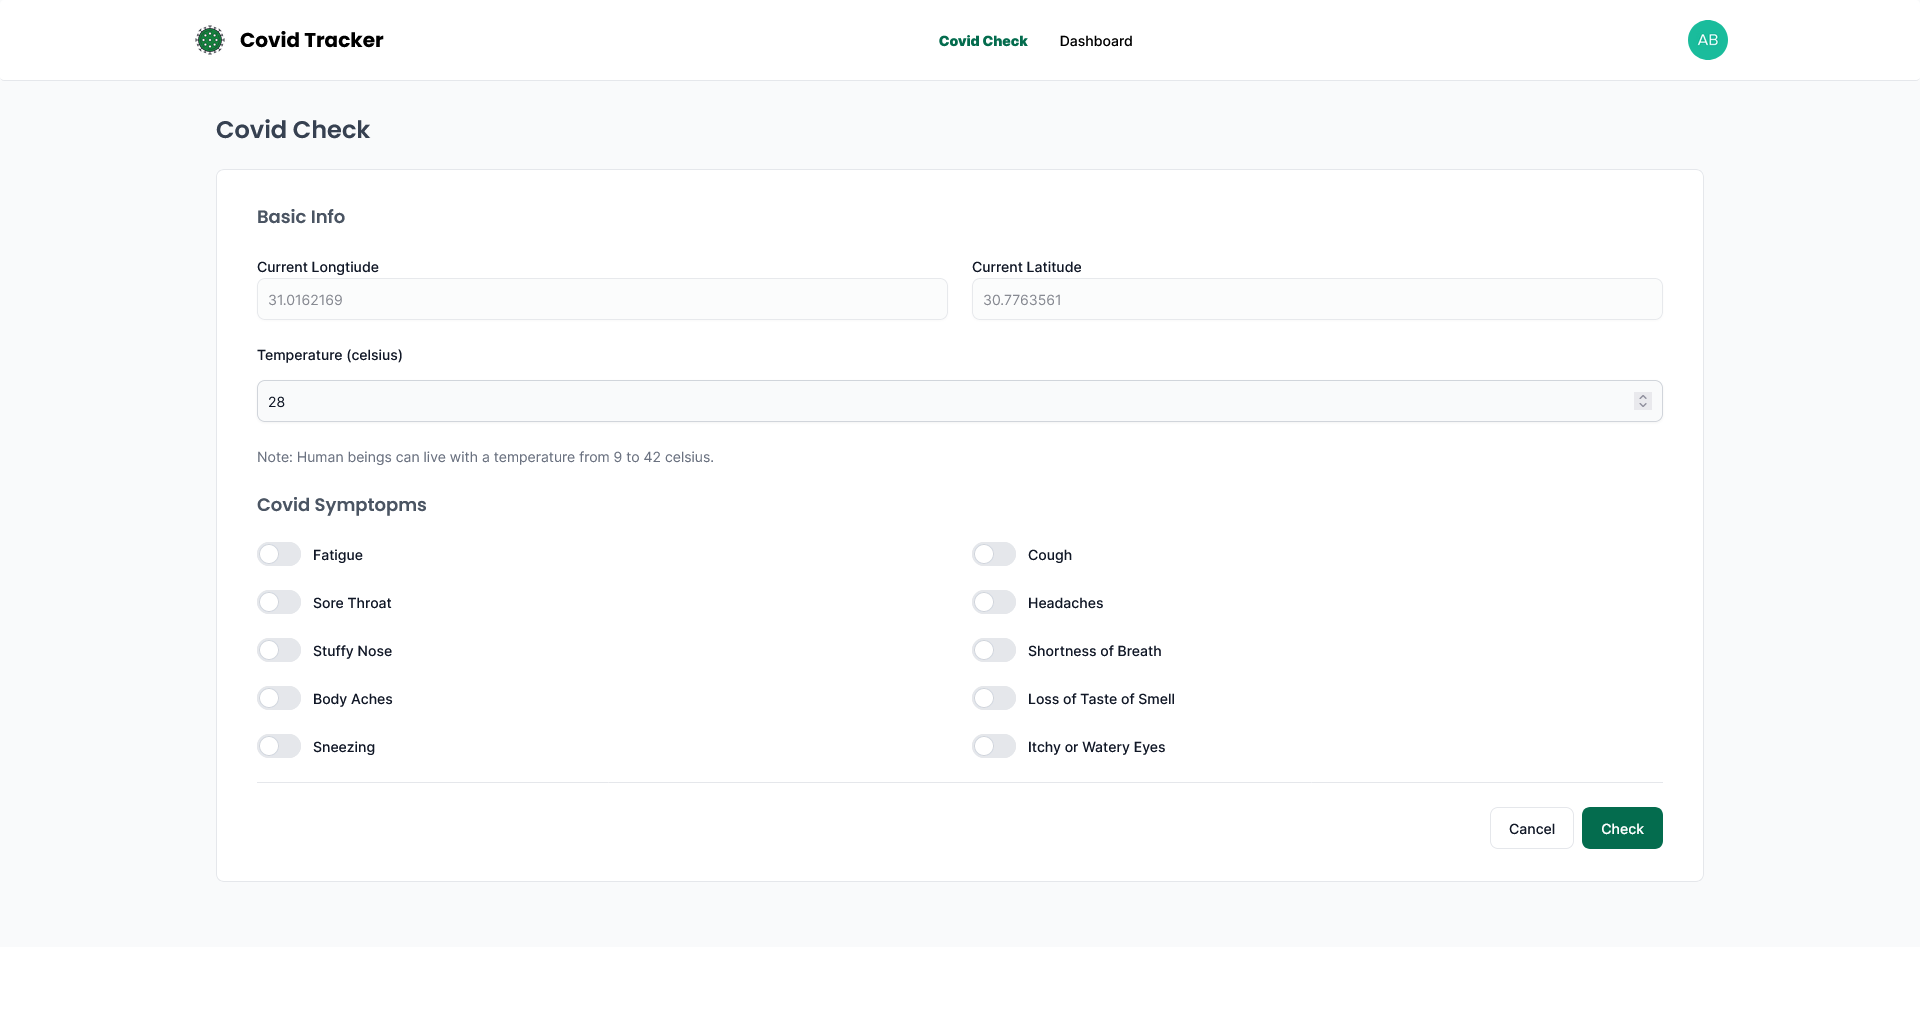 Covid Tracker
Covid Check
Dashboard
AB
Covid Check
Basic Info
Current Longtiude
Current Latitude
31.0162169
30.7763561
Temperature (celsius)
28
Note: Human beings can live with a temperature from 9 to 42 celsius.
Covid Symptopms
Fatigue
Cough
Sore Throat
Headaches
Stuffy Nose
Shortness of Breath
Body Aches
Loss of Taste of Smell
Sneezing
Itchy or Watery Eyes
Cancel
Check